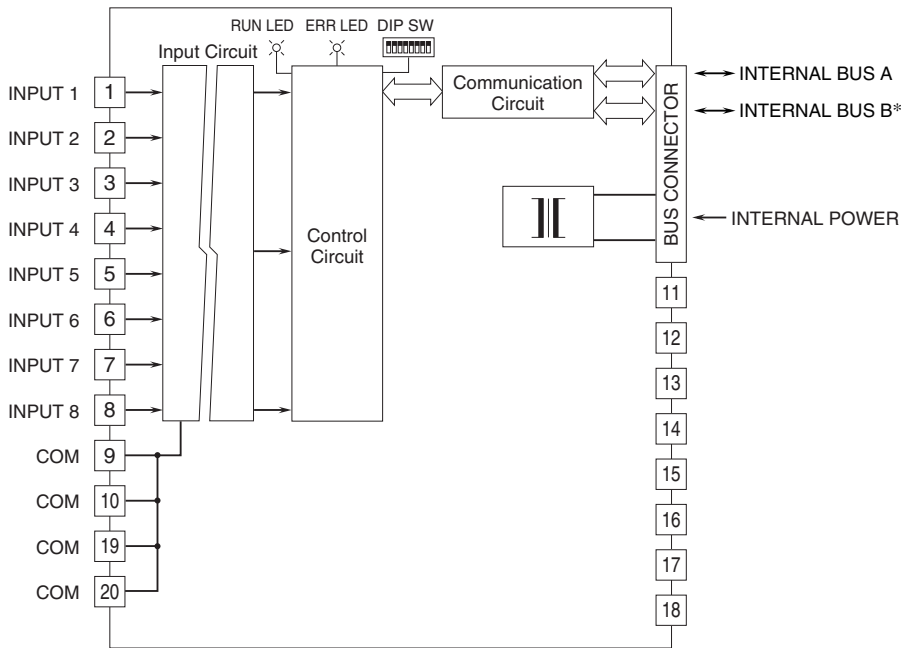 RUN LED ERR LED DIP SW
Input Circuit
INPUT 1 1
INPUT 2 2
INPUT 3 3
INPUT 4 4
INPUT 5 5
INPUT 6 6
INPUT 7 7
INPUT 8 8
COM 9
COM 10
COM 19
COM 20
Control
Circuit
Communication
Circuit
BUS CONNECTOR
INTERNAL BUS A
INTERNAL BUS B*
INTERNAL POWER
11
12
13
14
15
16
17
18